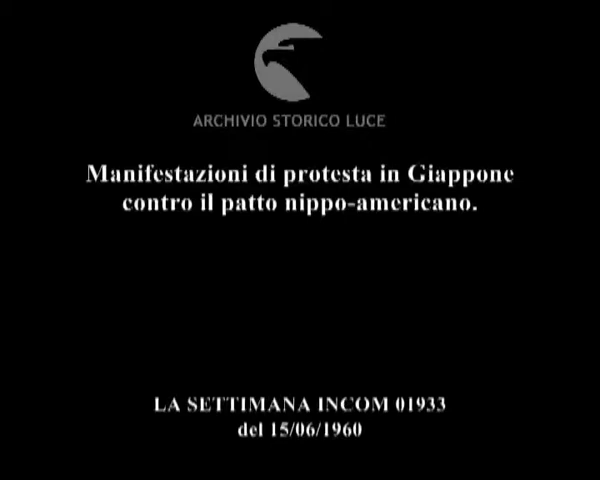 ARCHIVIO STORICO LUCE
Manifestazioni di protesta in Giappone
contro il patto nippo-americano.
LA SETTIMANA INCOM 01933
del 15/06/1960